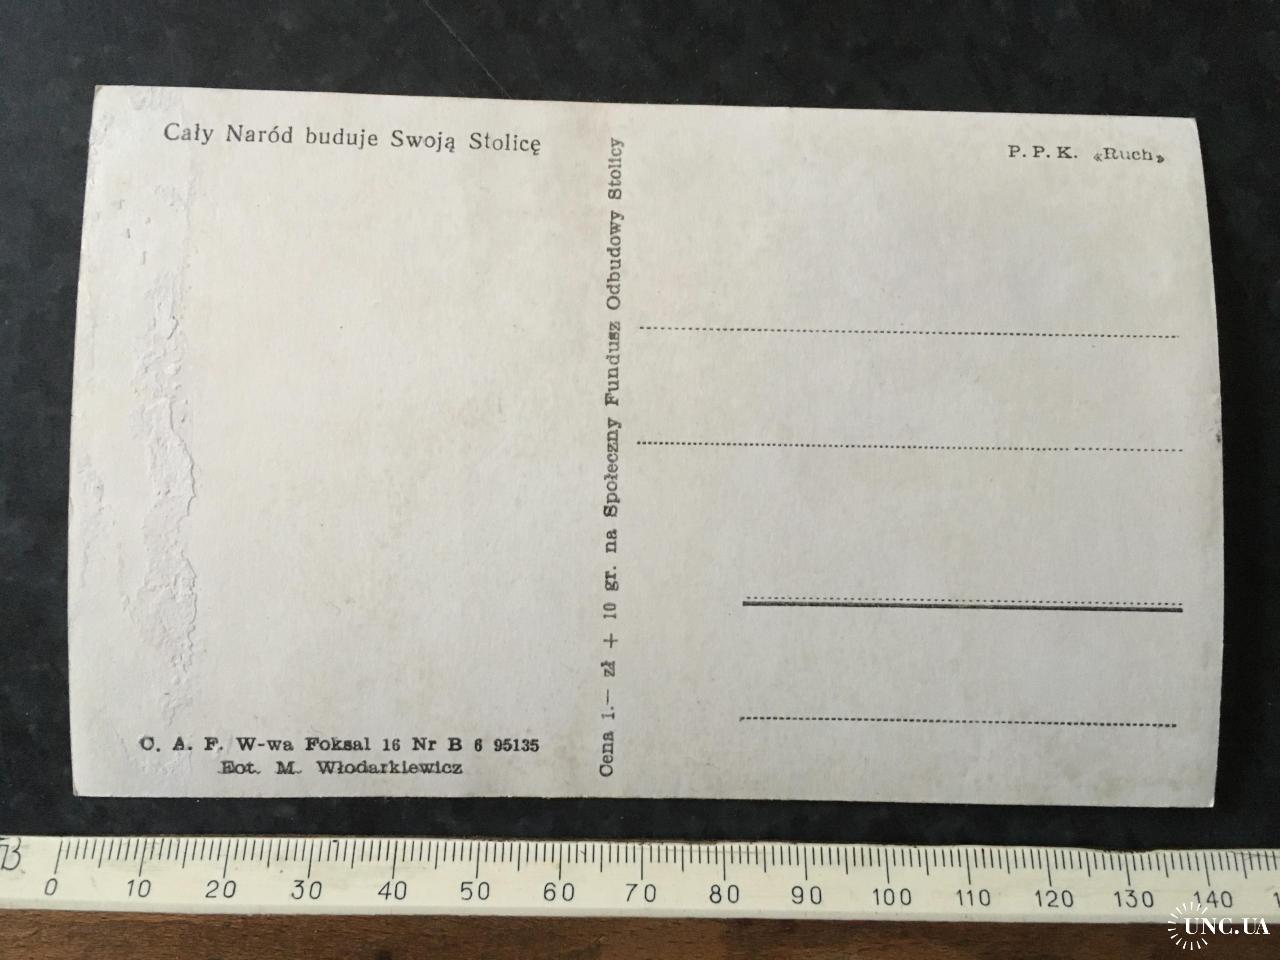 Cały Naród buduje Swoją Stolicę
P. P. K. «Ruch»
Cena 1.— zł + 10 gr. na Społeczny Fundusz Odbudowy Stolicy
C. A. F. W-wa Foksal 16 Nr B 6 95135
Fot. M. Włodarkiewicz
0 10 20 30 40 50 60 70 80 90 100 110 120 130 140
UNC.UA